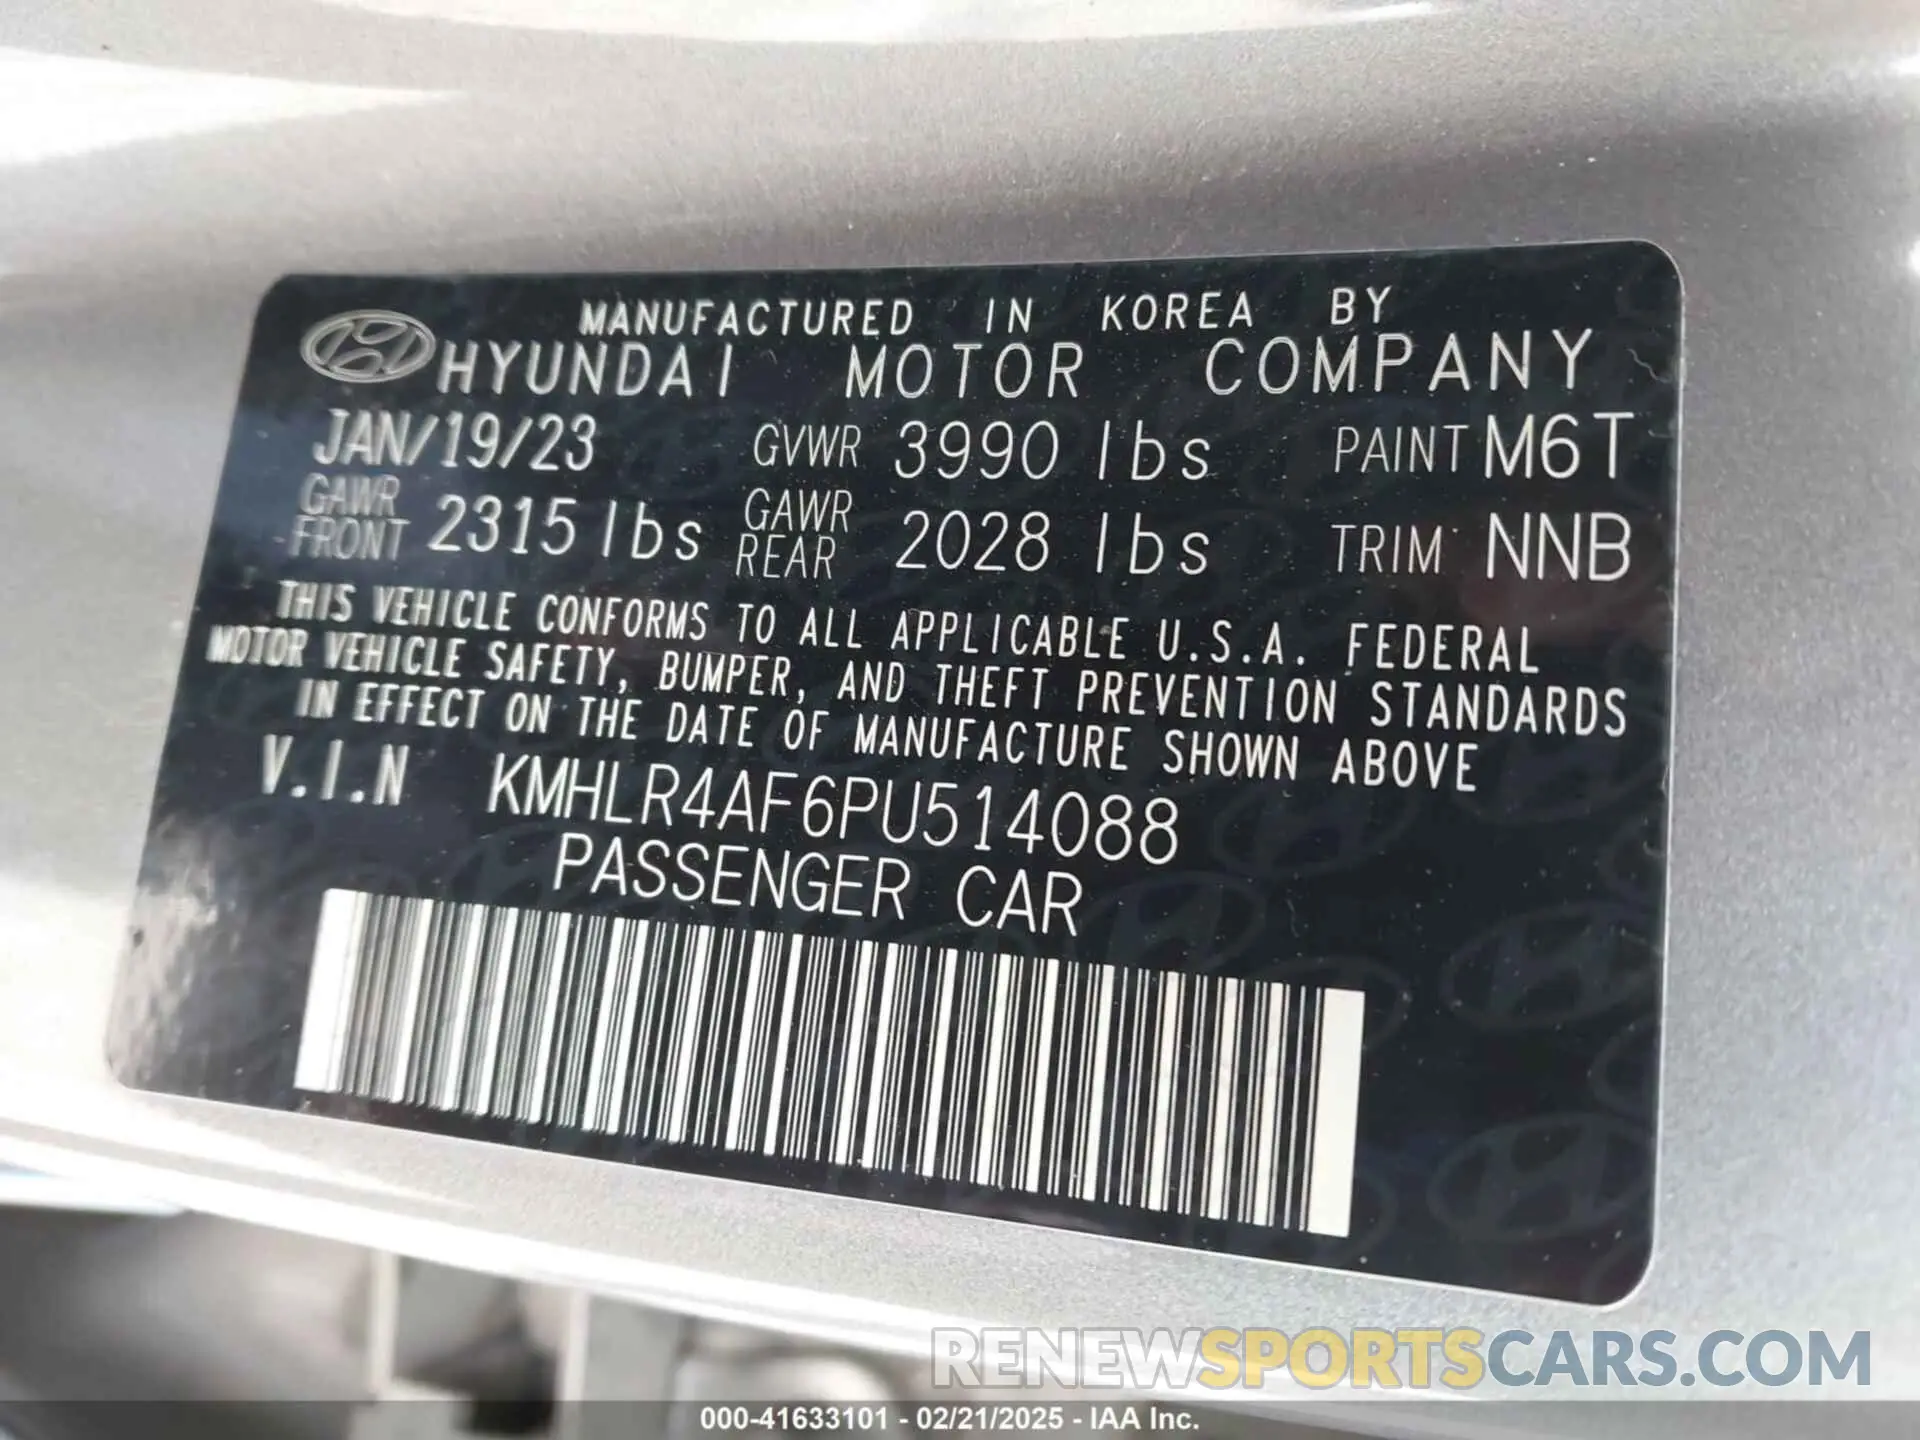 MANUFACTURED IN KOREA BY
HYUNDAI MOTOR COMPANY
JAN/19/23 GVWR 3990 lbs PAINT M6T
GAWR FRONT 2315 lbs GAWR REAR 2028 lbs TRIM NNB
THIS VEHICLE CONFORMS TO ALL APPLICABLE U.S.A. FEDERAL
MOTOR VEHICLE SAFETY, BUMPER, AND THEFT PREVENTION STANDARDS
IN EFFECT ON THE DATE OF MANUFACTURE SHOWN ABOVE
V.I.N KMHLR4AF6PU514088
PASSENGER CAR
RENEWSPORTSCARS.COM
000-41633101 - 02/21/2025 - IAA Inc.